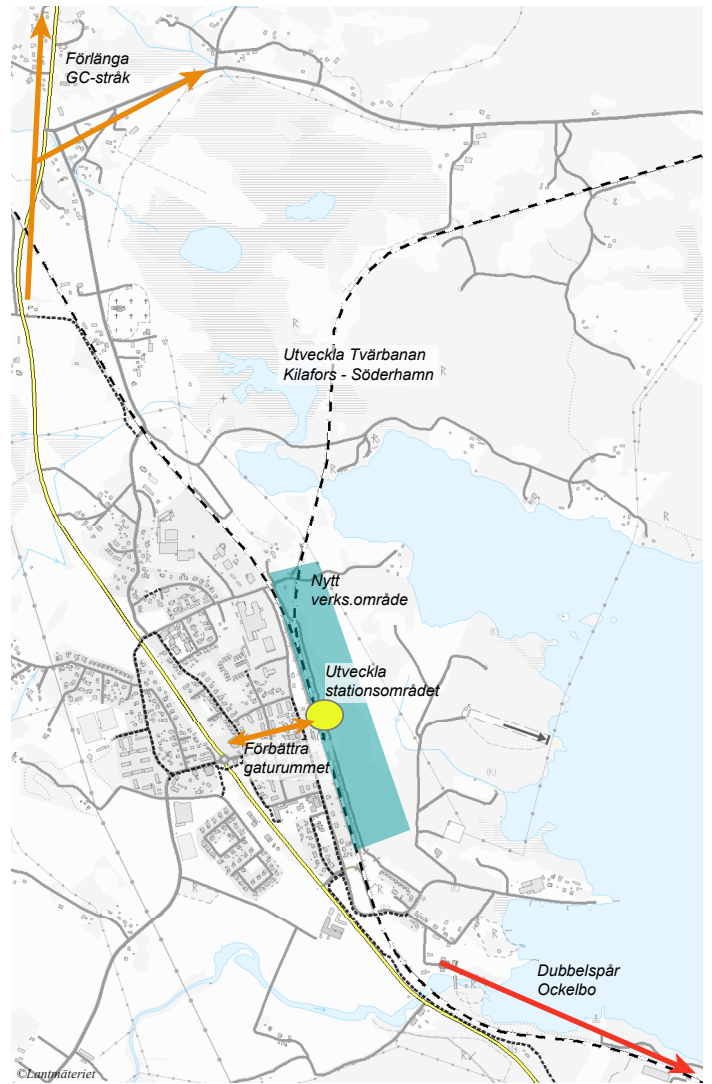 Förlänga
GC-stråk
Utveckla Tvärbanan
Kilafors - Söderhamn
Nytt
verks.område
Utveckla
stationsområdet
Förbättra
gaturummet
Dubbelspår
Ockelbo
©Lantmäteriet